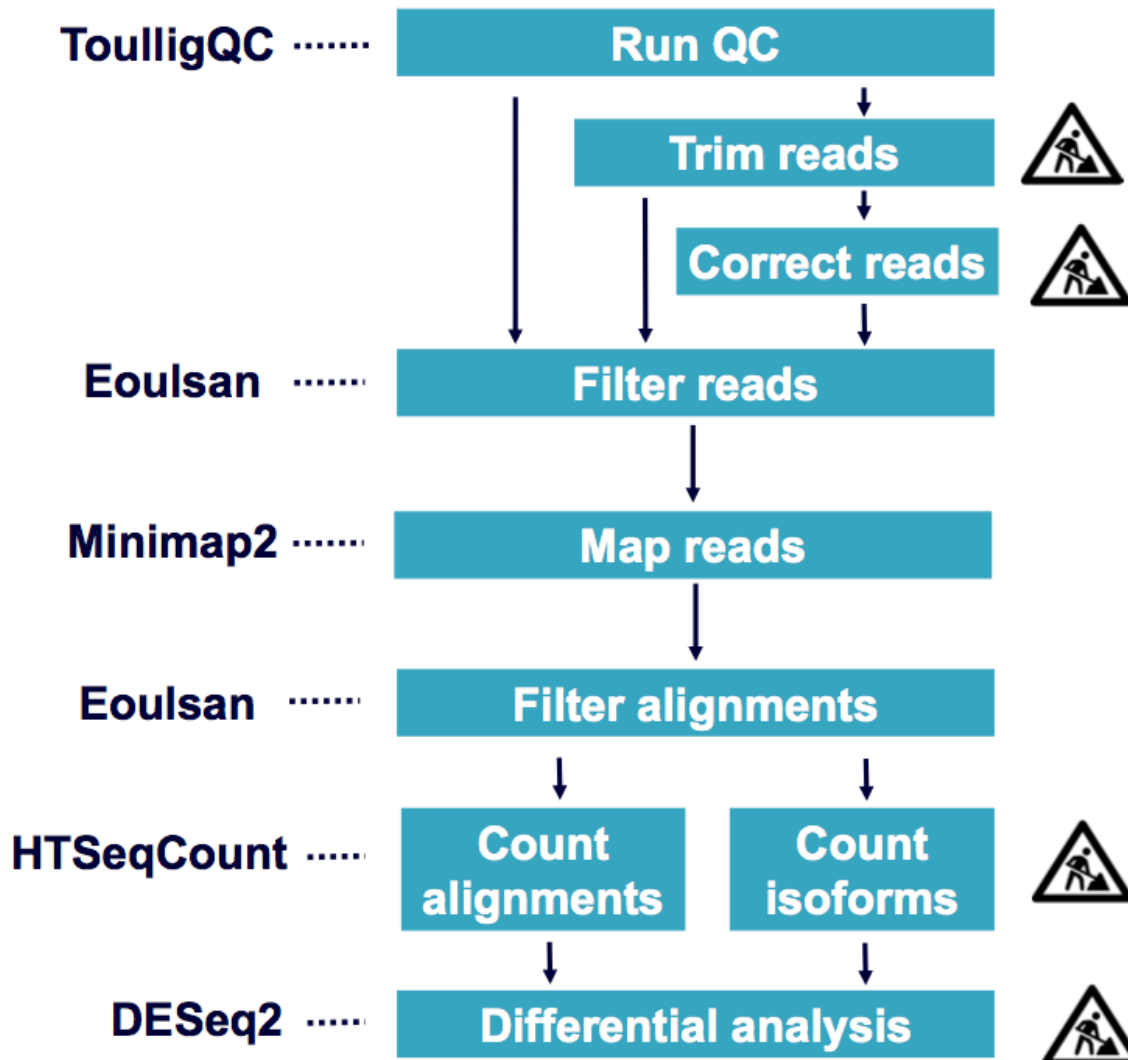 ToulligQC
Run QC
Trim reads
Correct reads
Eoulsan
Filter reads
Minimap2
Map reads
Eoulsan
Filter alignments
HTSeqCount
Count
alignments
Count
isoforms
DESeq2
Differential analysis